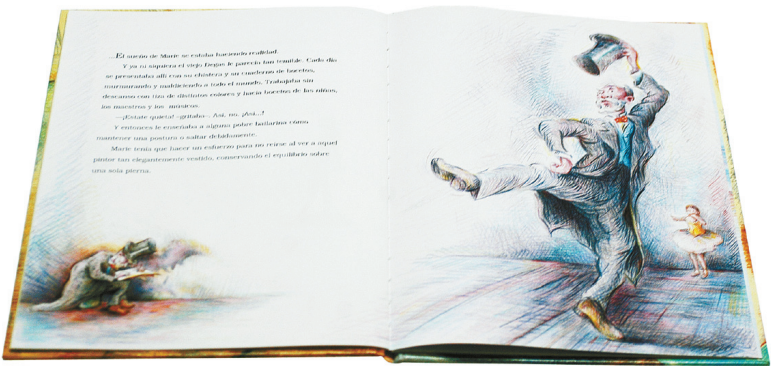 ...El sueño de Marie se estaba haciendo realidad.
Y ya ni siquiera el viejo Degas le parecía tan temible. Cada día
se presentaba allí con su chistera y su cuaderno de bocetos,
murmurando y maldiciendo a todo el mundo. Trabajaba sin
descanso con tiza de distintos colores y hacía bocetos de los niños,
los maestros y los músicos.
—¡Estate quieta! -gritaba-. Así, no. ¡Así...!
Y entonces le enseñaba a alguna pobre bailarina cómo
mantener una postura o saltar debidamente.
Marie tenía que hacer un esfuerzo para no reírse al ver a aquel
pintor tan elegantemente vestido, conservando el equilibrio sobre
una sola pierna.